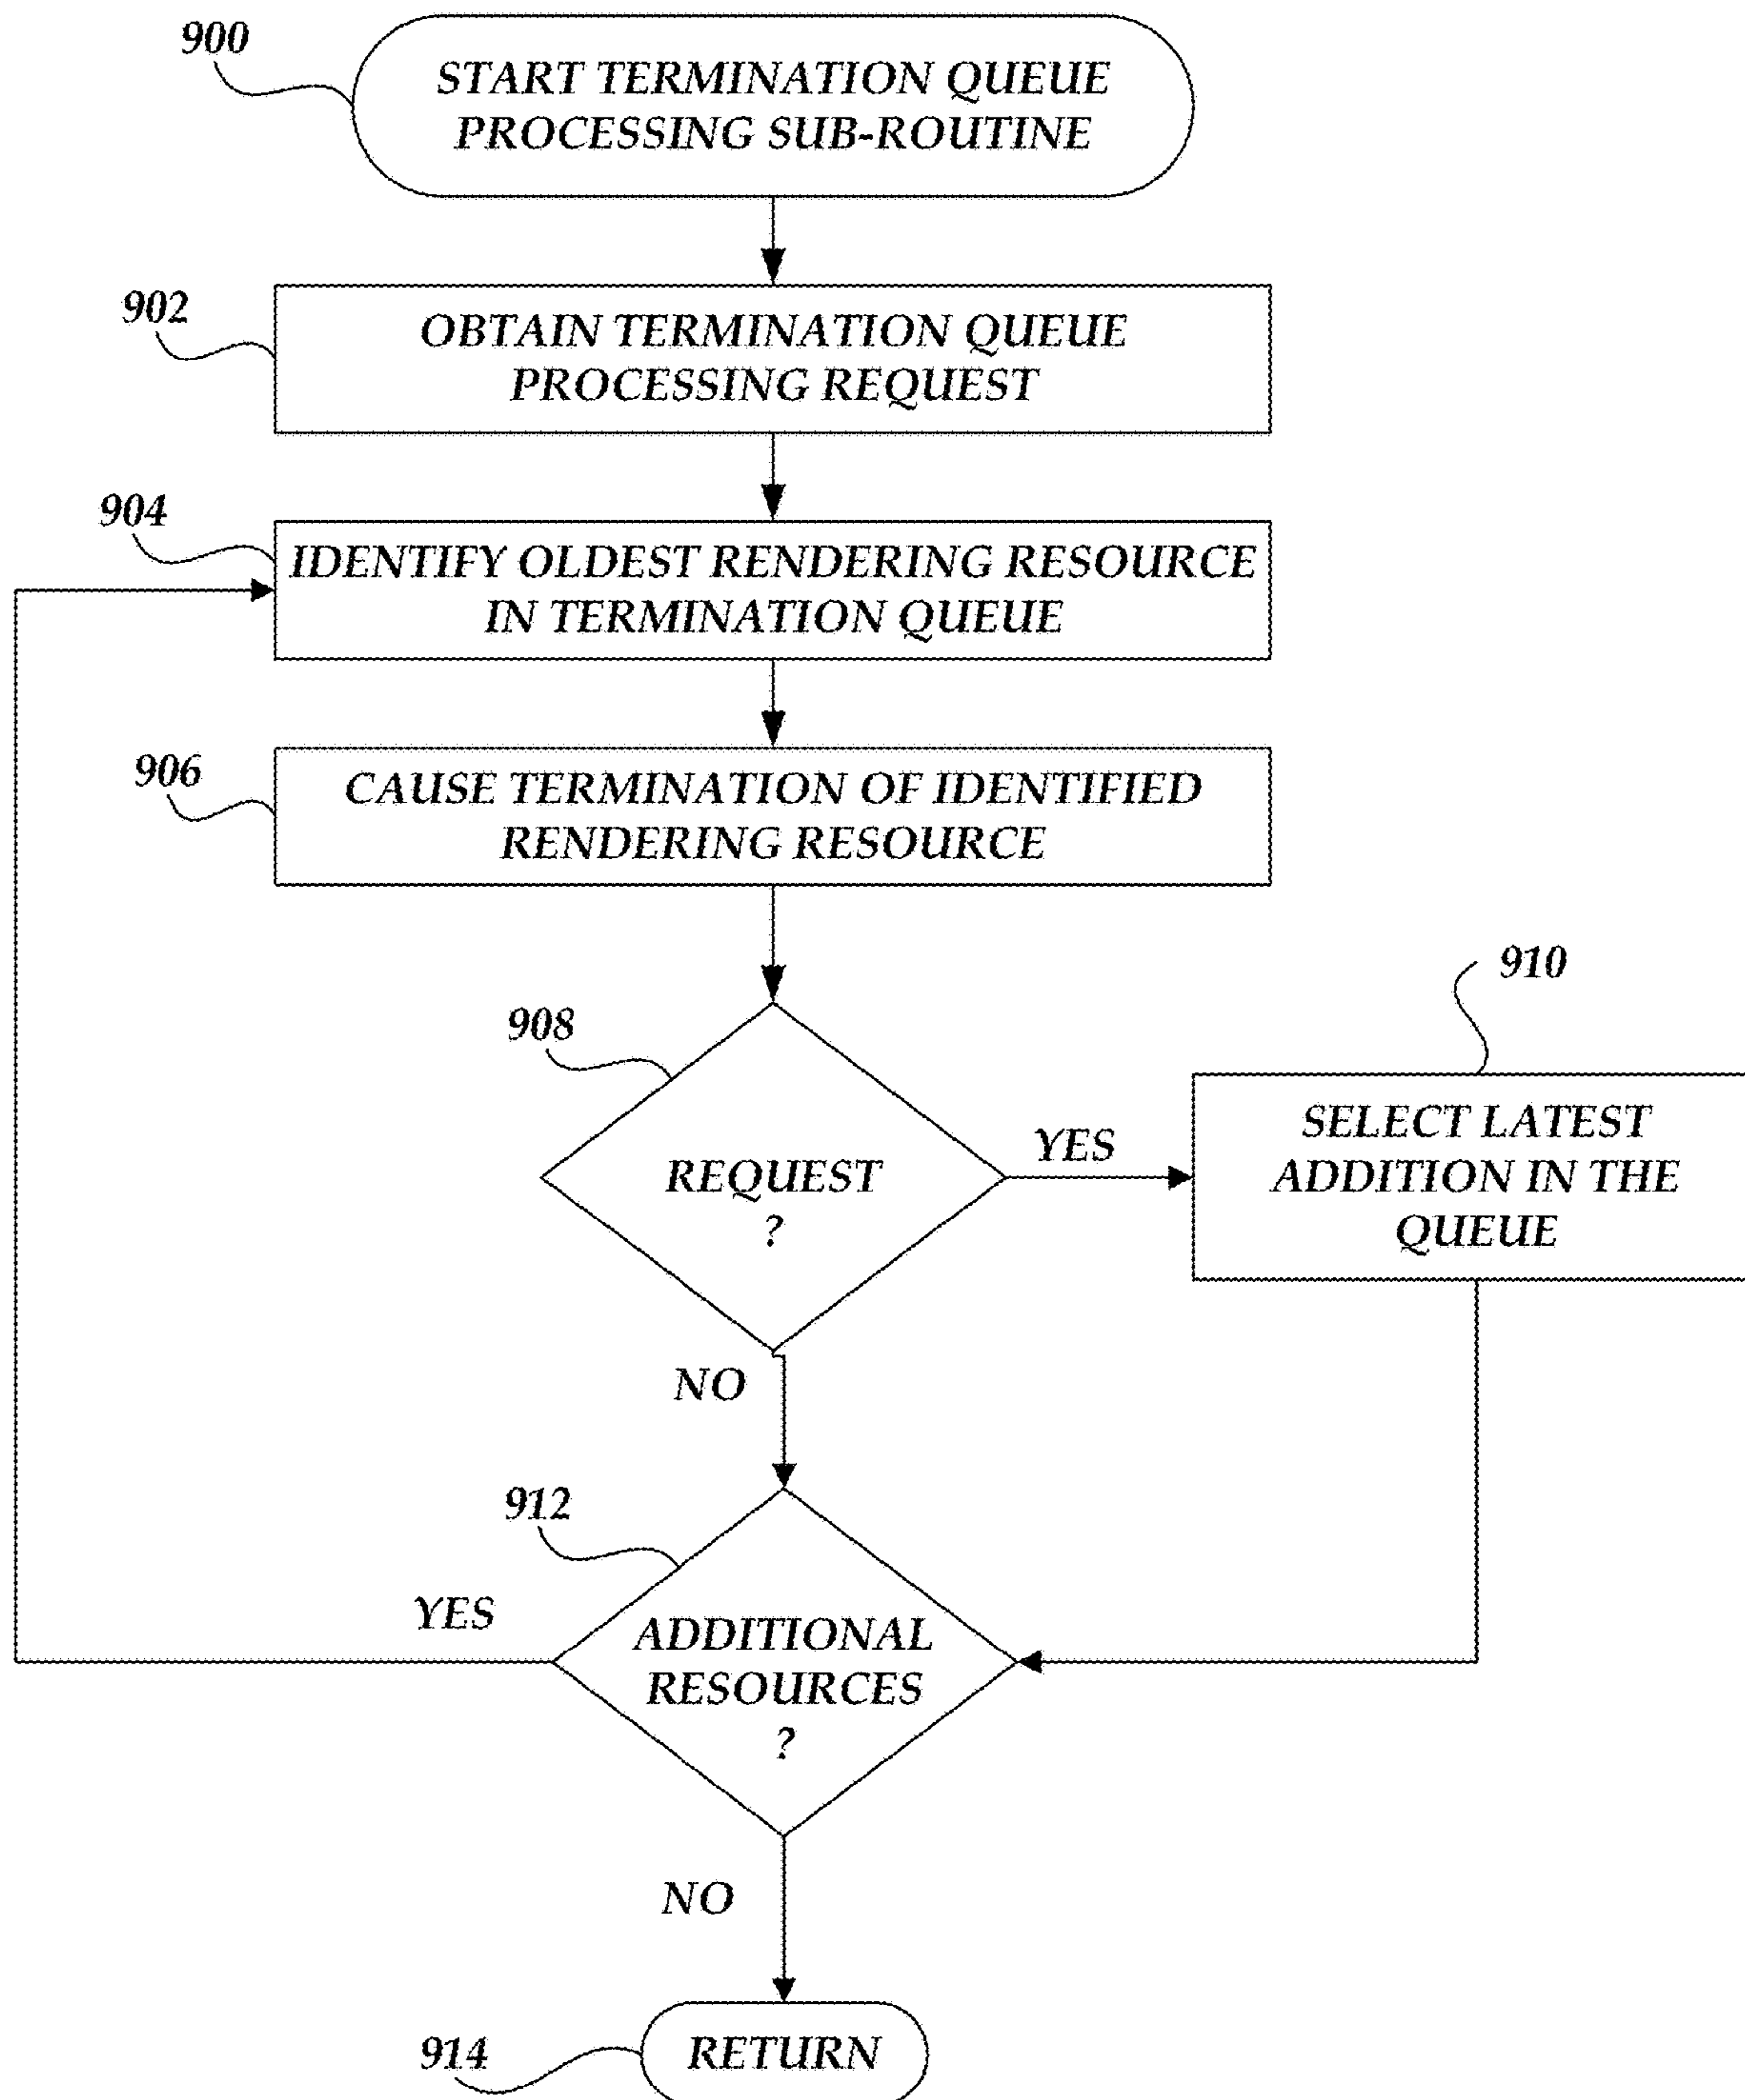 900
START TERMINATION QUEUE
PROCESSING SUB-ROUTINE
902
OBTAIN TERMINATION QUEUE
PROCESSING REQUEST
904
IDENTIFY OLDEST RENDERING RESOURCE
IN TERMINATION QUEUE
906
CAUSE TERMINATION OF IDENTIFIED
RENDERING RESOURCE
908
REQUEST
?
YES
910
SELECT LATEST
ADDITION IN THE
QUEUE
NO
912
YES
ADDITIONAL
RESOURCES
?
NO
914
RETURN